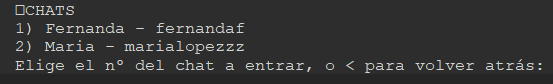 CHATS
1) Fernanda - fernandaf
2) Maria - marialopezzz
Elige el nº del chat a entrar, o < para volver atrás: